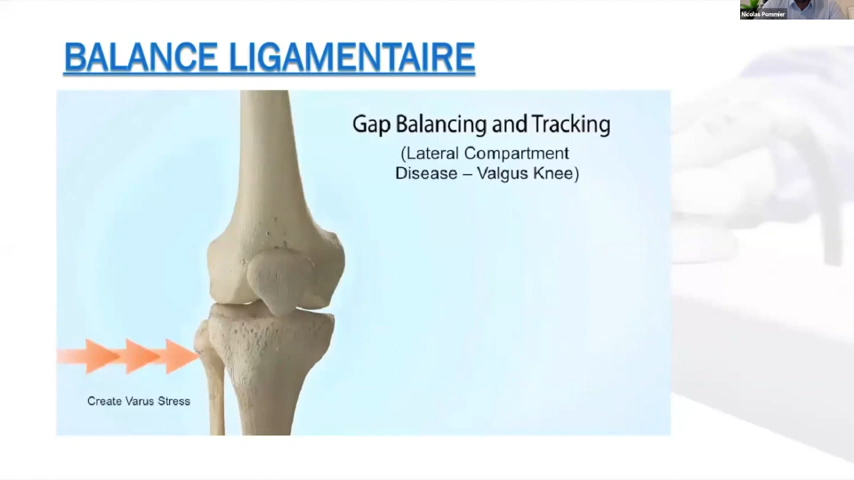 Nicolas Pommier
BALANCE LIGAMENTAIRE
Gap Balancing and Tracking
(Lateral Compartment
Disease – Valgus Knee)
Create Varus Stress